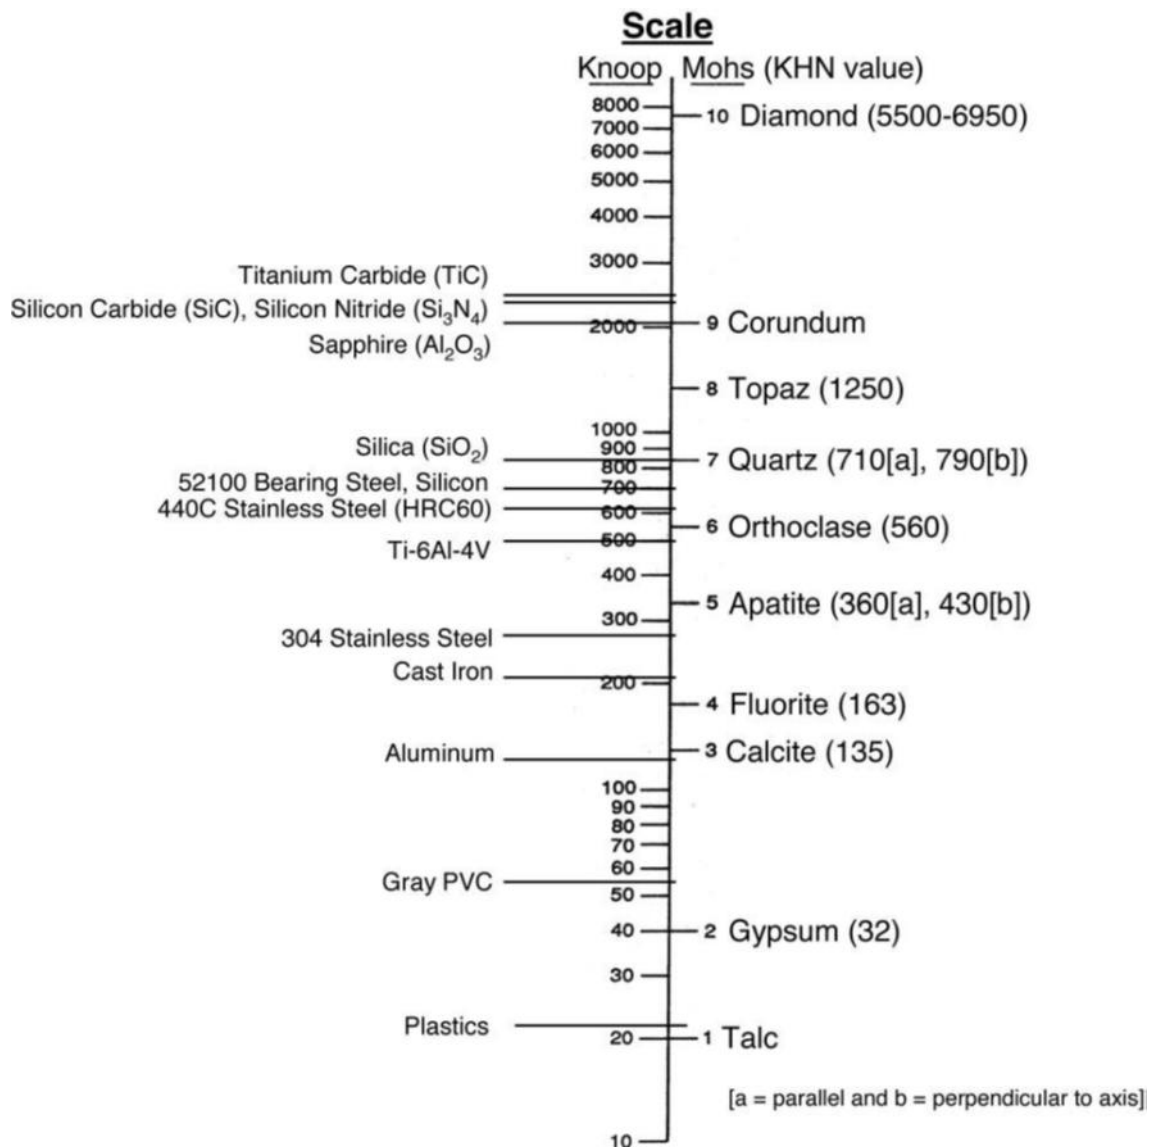 Scale
Knoop Mohs (KHN value)
8000
10 Diamond (5500-6950)
7000
6000
5000
4000
3000
Titanium Carbide (TiC)
Silicon Carbide (SiC), Silicon Nitride (Si₃N₄)
2000 9 Corundum
Sapphire (Al₂O₃)
8 Topaz (1250)
1000
Silica (SiO₂) 900
7 Quartz (710[a], 790[b])
800
52100 Bearing Steel, Silicon 700
440C Stainless Steel (HRC60) 600
6 Orthoclase (560)
500
Ti-6Al-4V
400
5 Apatite (360[a], 430[b])
300
304 Stainless Steel
Cast Iron
200
4 Fluorite (163)
Aluminum 3 Calcite (135)
100
90
80
70
60
Gray PVC
50
40 2 Gypsum (32)
30
Plastics
20 1 Talc
[a = parallel and b = perpendicular to axis]
10